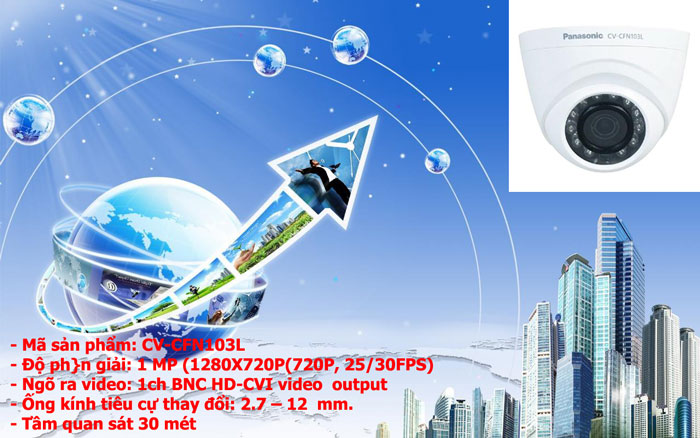 Panasonic CV-CFN103L
- Mã sản phẩm: CV-CFN103L
- Độ ph}n giải: 1 MP (1280X720P(720P, 25/30FPS)
- Ngõ ra video: 1ch BNC HD-CVI video output
- Ống kính tiêu cự thay đổi: 2.7 – 12 mm.
- Tầm quan sát 30 mét